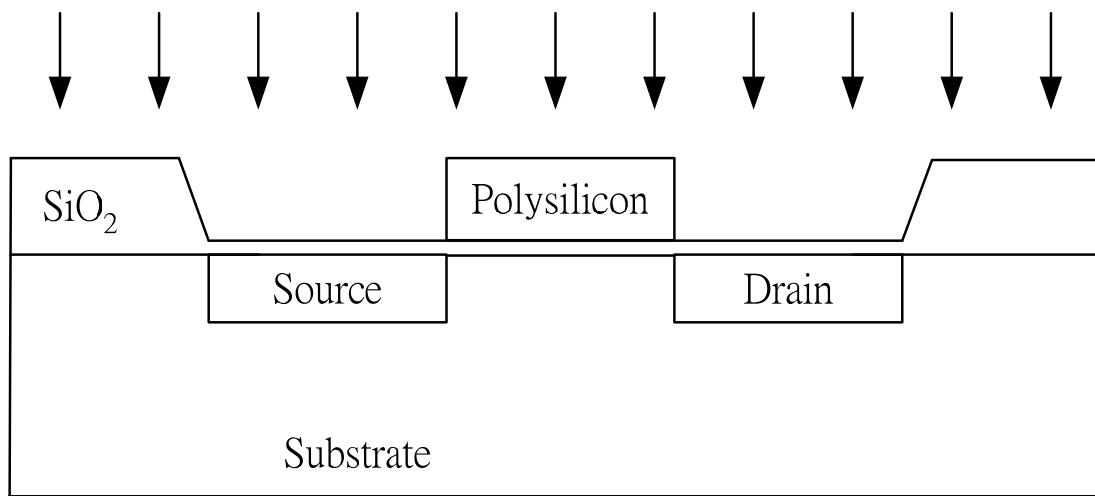 SiO₂
Polysilicon
Source
Drain
Substrate